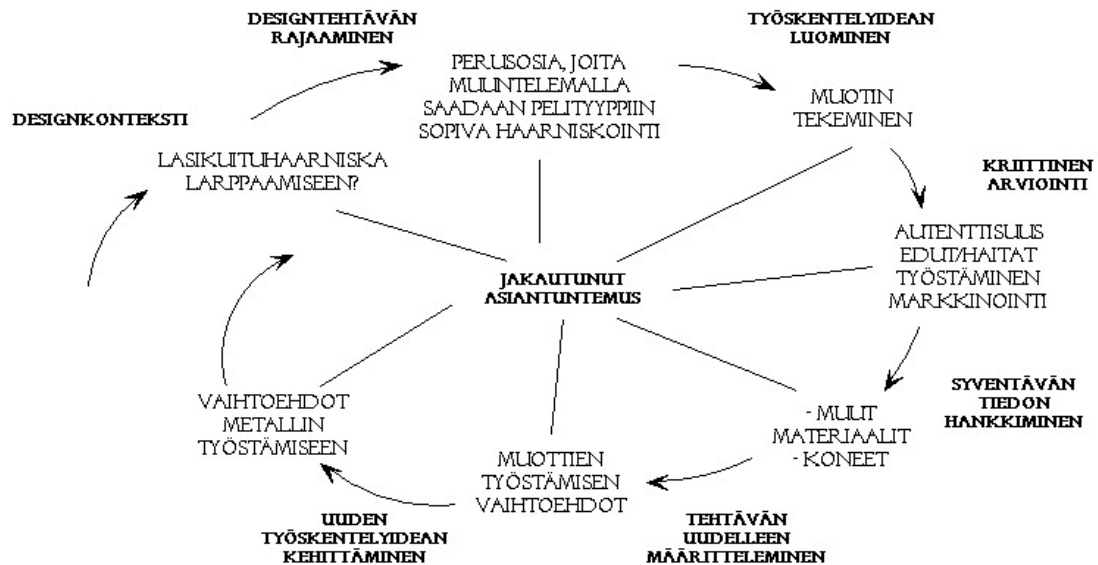 DESIGNTEHTÄVÄN
RAJAAMINEN
TYÖSKENTELYIDEAN
LUOMINEN
PERUSOSIA, JOITA
MUUNTELEMALLA
SAADAAN PELITYYPPIIN
SOPIVA HAARNISKOINTI
MUOTIN
TEKEMINEN
DESIGNKONTEKSTI
LASIKUITUHAARNISKA
LARPPAAMISEEN?
KRIITTINEN
ARVIOINTI
AUTENTTISUUS
EDUT/HAITAT
TYÖSTÄMINEN
MARKKINOINTI
JAKAUTUNUT
ASIANTUNTEMUS
SYVENTÄVÄN
TIEDON
HANKKIMINEN
- MUUT
MATERIAALIT
- KONEET
VAIHTOEHDOT
METALLIN
TYÖSTÄMISEEN
MUOTTIEN
TYÖSTÄMISEN
VAIHTOEHDOT
UUDEN
TYÖSKENTELYIDEAN
KEHITTÄMINEN
TEHTÄVÄN
UUDELLEEN
MÄÄRITTELEMINEN